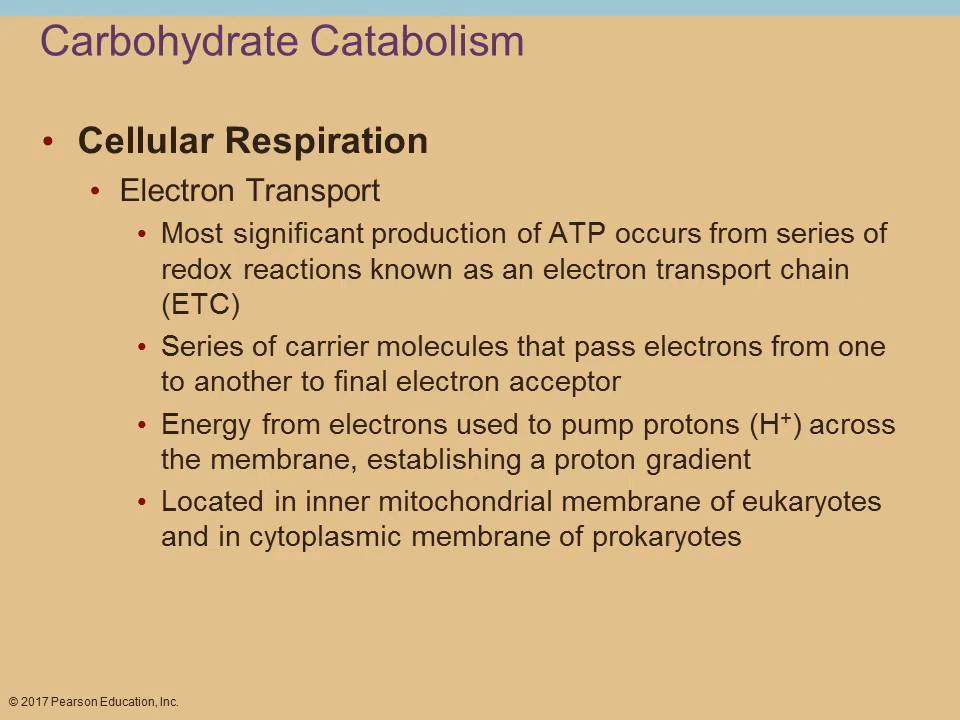 Carbohydrate Catabolism
• Cellular Respiration
• Electron Transport
• Most significant production of ATP occurs from series of
redox reactions known as an electron transport chain
(ETC)
• Series of carrier molecules that pass electrons from one
to another to final electron acceptor
• Energy from electrons used to pump protons (H⁺) across
the membrane, establishing a proton gradient
• Located in inner mitochondrial membrane of eukaryotes
and in cytoplasmic membrane of prokaryotes
© 2017 Pearson Education, Inc.